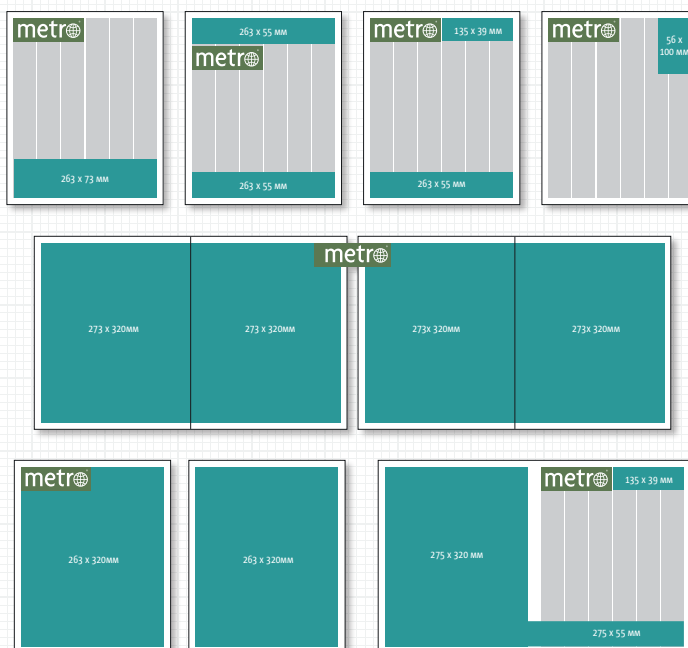 metro
263 x 73 мм
263 x 55 мм
metro
263 x 55 мм
metro
135 x 39 мм
263 x 55 мм
metro
56 x
100 мм
metro
273 x 320мм
273 x 320мм
273x 320мм
273x 320мм
metro
263 x 320мм
263 x 320мм
275 x 320 мм
metro
135 x 39 мм
275 x 55 мм